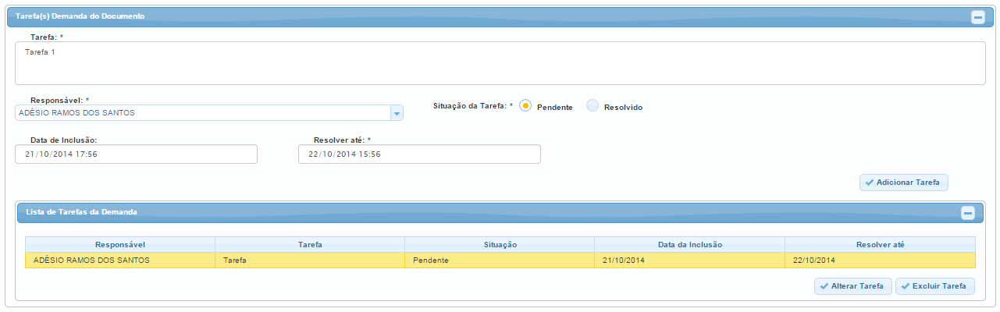 Tarefa(s) Demanda do Documento
Tarefa: *
Tarefa 1
Responsável: *
ADÉSIO RAMOS DOS SANTOS
Situação da Tarefa: * Pendente Resolvido
Data de Inclusão: Resolver até: *
21/10/2014 17:56 22/10/2014 15:56
Adicionar Tarefa
Lista de Tarefas da Demanda
Responsável Tarefa Situação Data da Inclusão Resolver até
ADÉSIO RAMOS DOS SANTOS Tarefa Pendente 21/10/2014 22/10/2014
Alterar Tarefa Excluir Tarefa